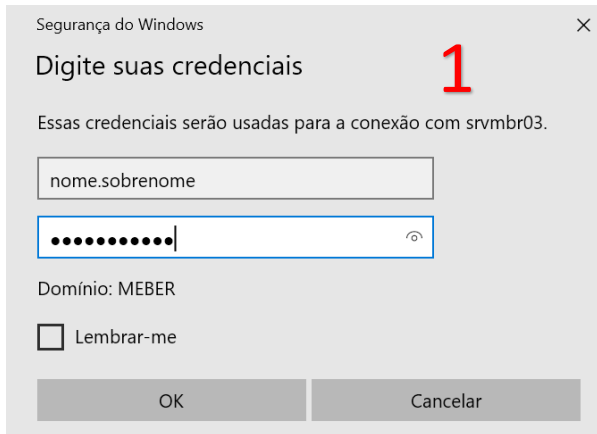 Segurança do Windows
Digite suas credenciais
1
Essas credenciais serão usadas para a conexão com srvmbr03.
nome.sobrenome
●●●●●●●●●●●
Domínio: MEBER
Lembrar-me
OK
Cancelar